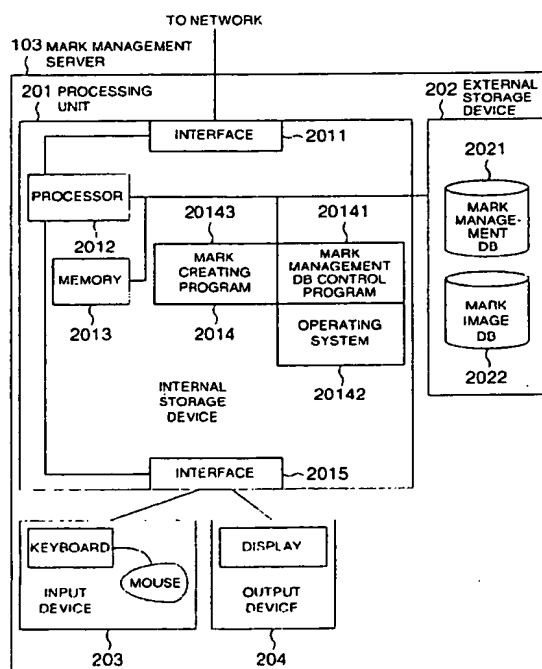 TO NETWORK
103 MARK MANAGEMENT
SERVER
201 PROCESSING
UNIT
202 EXTERNAL
STORAGE
DEVICE
INTERFACE
2011
2021
PROCESSOR
MARK
MANAGE-
MENT
DB
2012
20143
20141
MEMORY
MARK
CREATING
PROGRAM
MARK
MANAGEMENT
DB CONTROL
PROGRAM
2013
2014
OPERATING
SYSTEM
MARK
IMAGE
DB
2022
20142
INTERNAL
STORAGE
DEVICE
INTERFACE
2015
KEYBOARD
MOUSE
INPUT
DEVICE
DISPLAY
OUTPUT
DEVICE
203
204